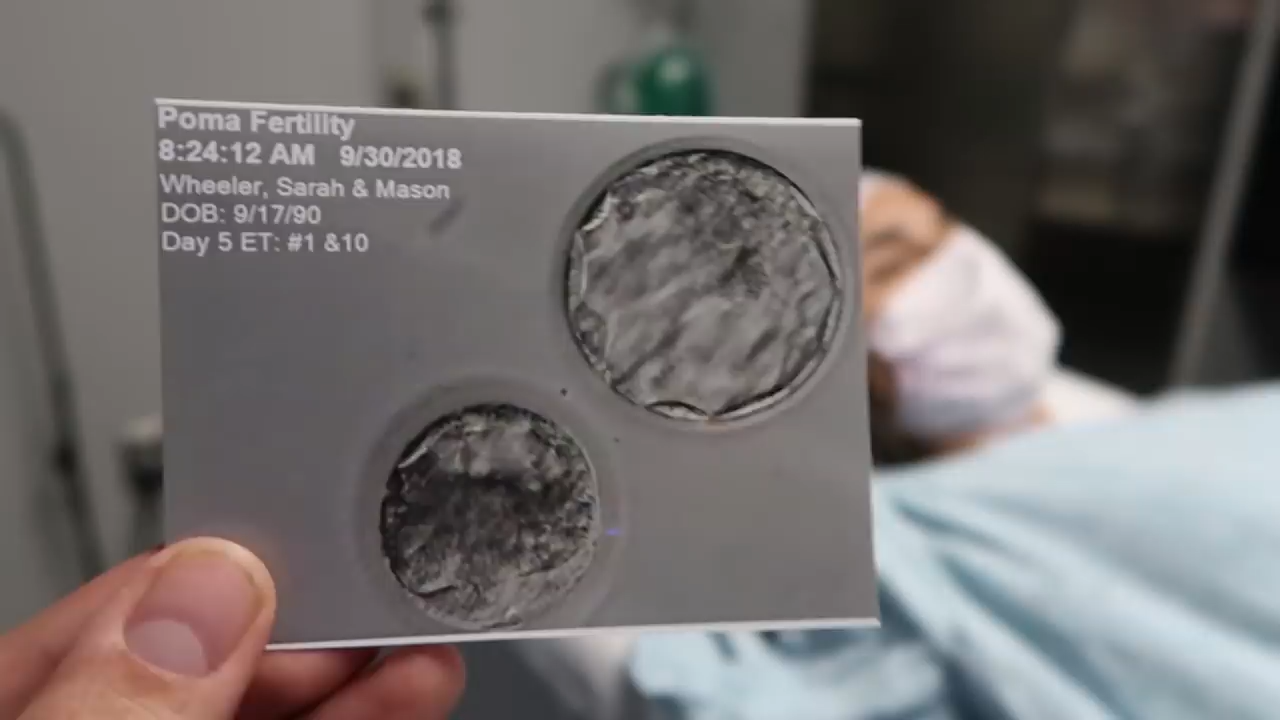 Poma Fertility
8:24:12 AM 9/30/2018
Wheeler, Sarah & Mason
DOB: 9/17/90
Day 5 ET: #1 &10